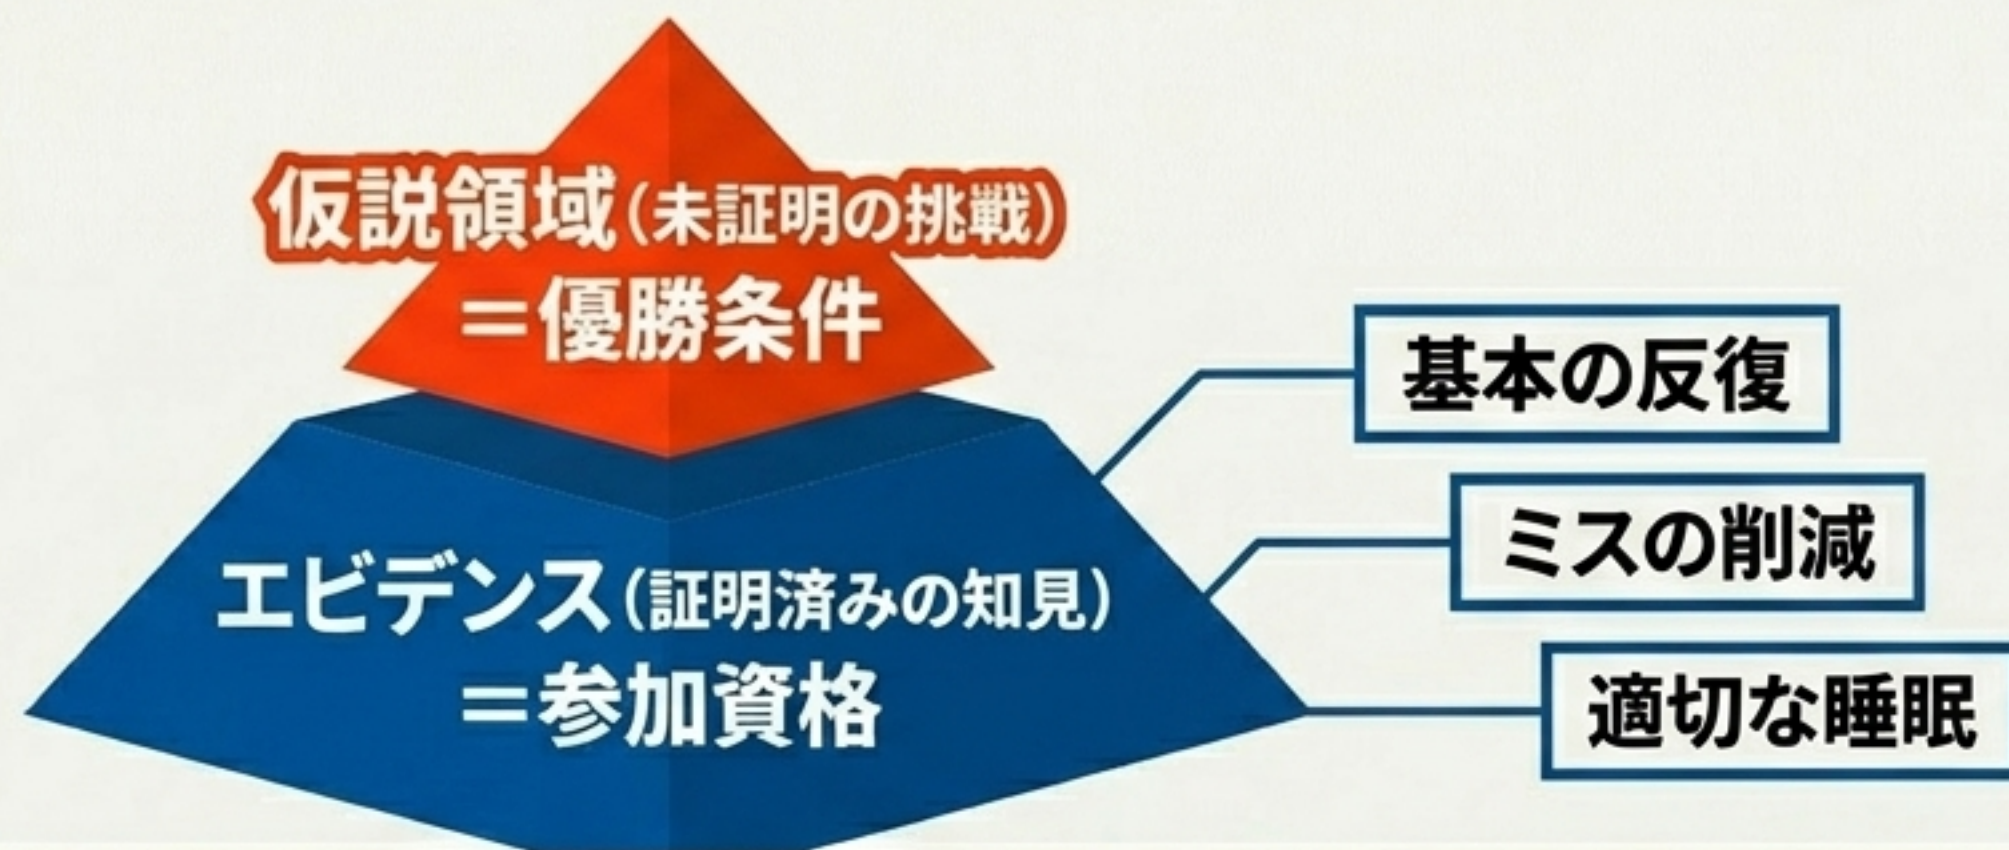 仮説領域（未証明の挑戦）
＝優勝条件
エビデンス（証明済みの知見）
＝参加資格
基本の反復
ミスの削減
適切な睡眠